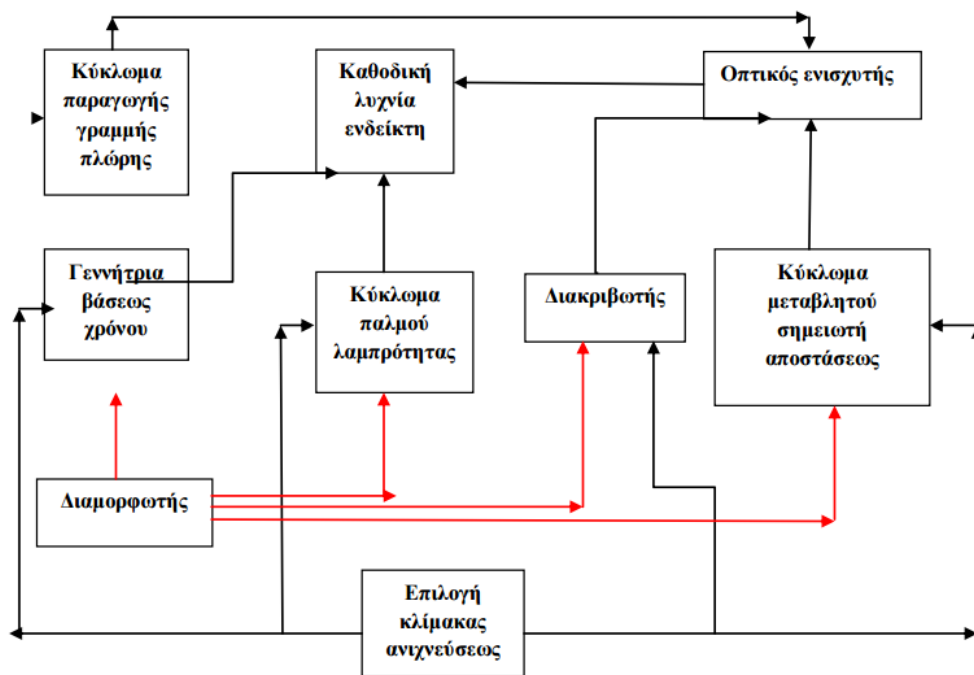 Κύκλωμα
παραγωγής
γραμμής
πλώρης
Καθοδική
λυχνία
ενδείκτη
Οπτικός ενισχυτής
Γεννήτρια
βάσεως
χρόνου
Κύκλωμα
παλμού
λαμπρότητας
Διακριβωτής
Κύκλωμα
μεταβλητού
σημειωτή
αποστάσεως
Διαμορφωτής
Επιλογή
κλίμακας
ανιχνεύσεως